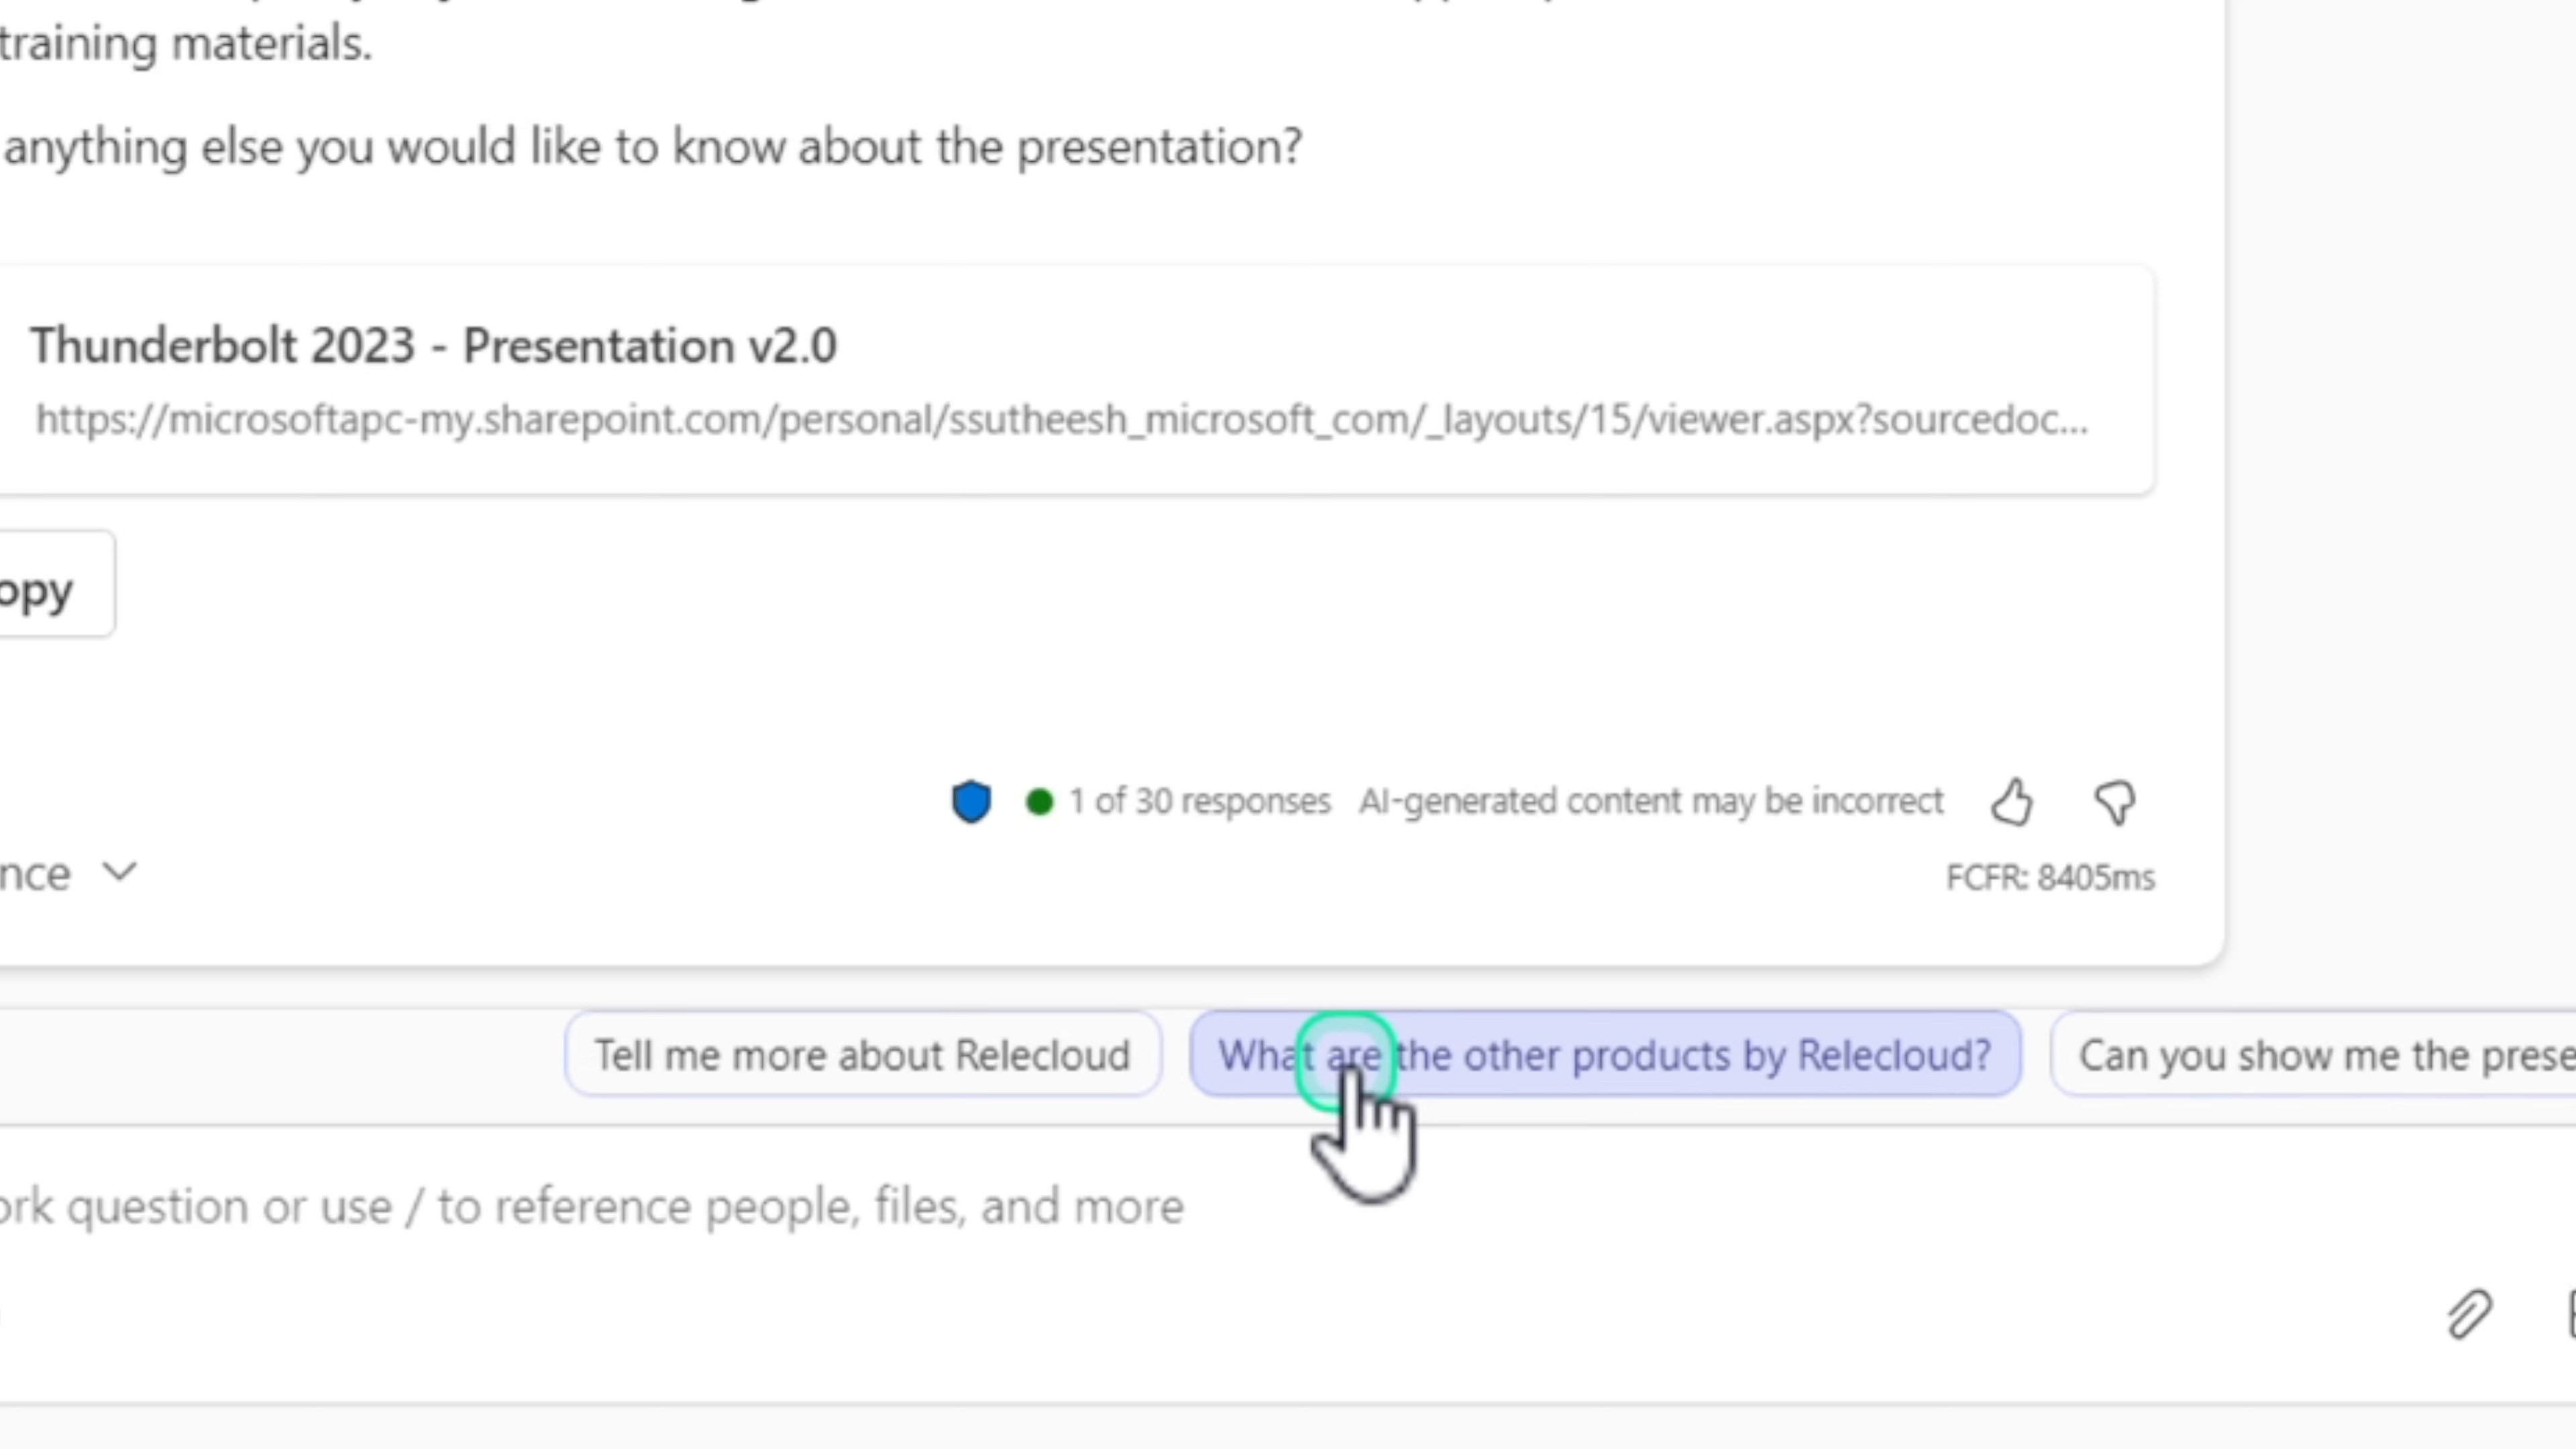 training materials.
anything else you would like to know about the presentation?
Thunderbolt 2023 - Presentation v2.0
https://microsoftapc-my.sharepoint.com/personal/ssutheesh_microsoft_com/_layouts/15/viewer.aspx?sourcedoc...
opy
1 of 30 responses AI-generated content may be incorrect
nce
FCFR: 8405ms
Tell me more about Relecloud
What are the other products by Relecloud?
Can you show me the prese
ork question or use / to reference people, files, and more